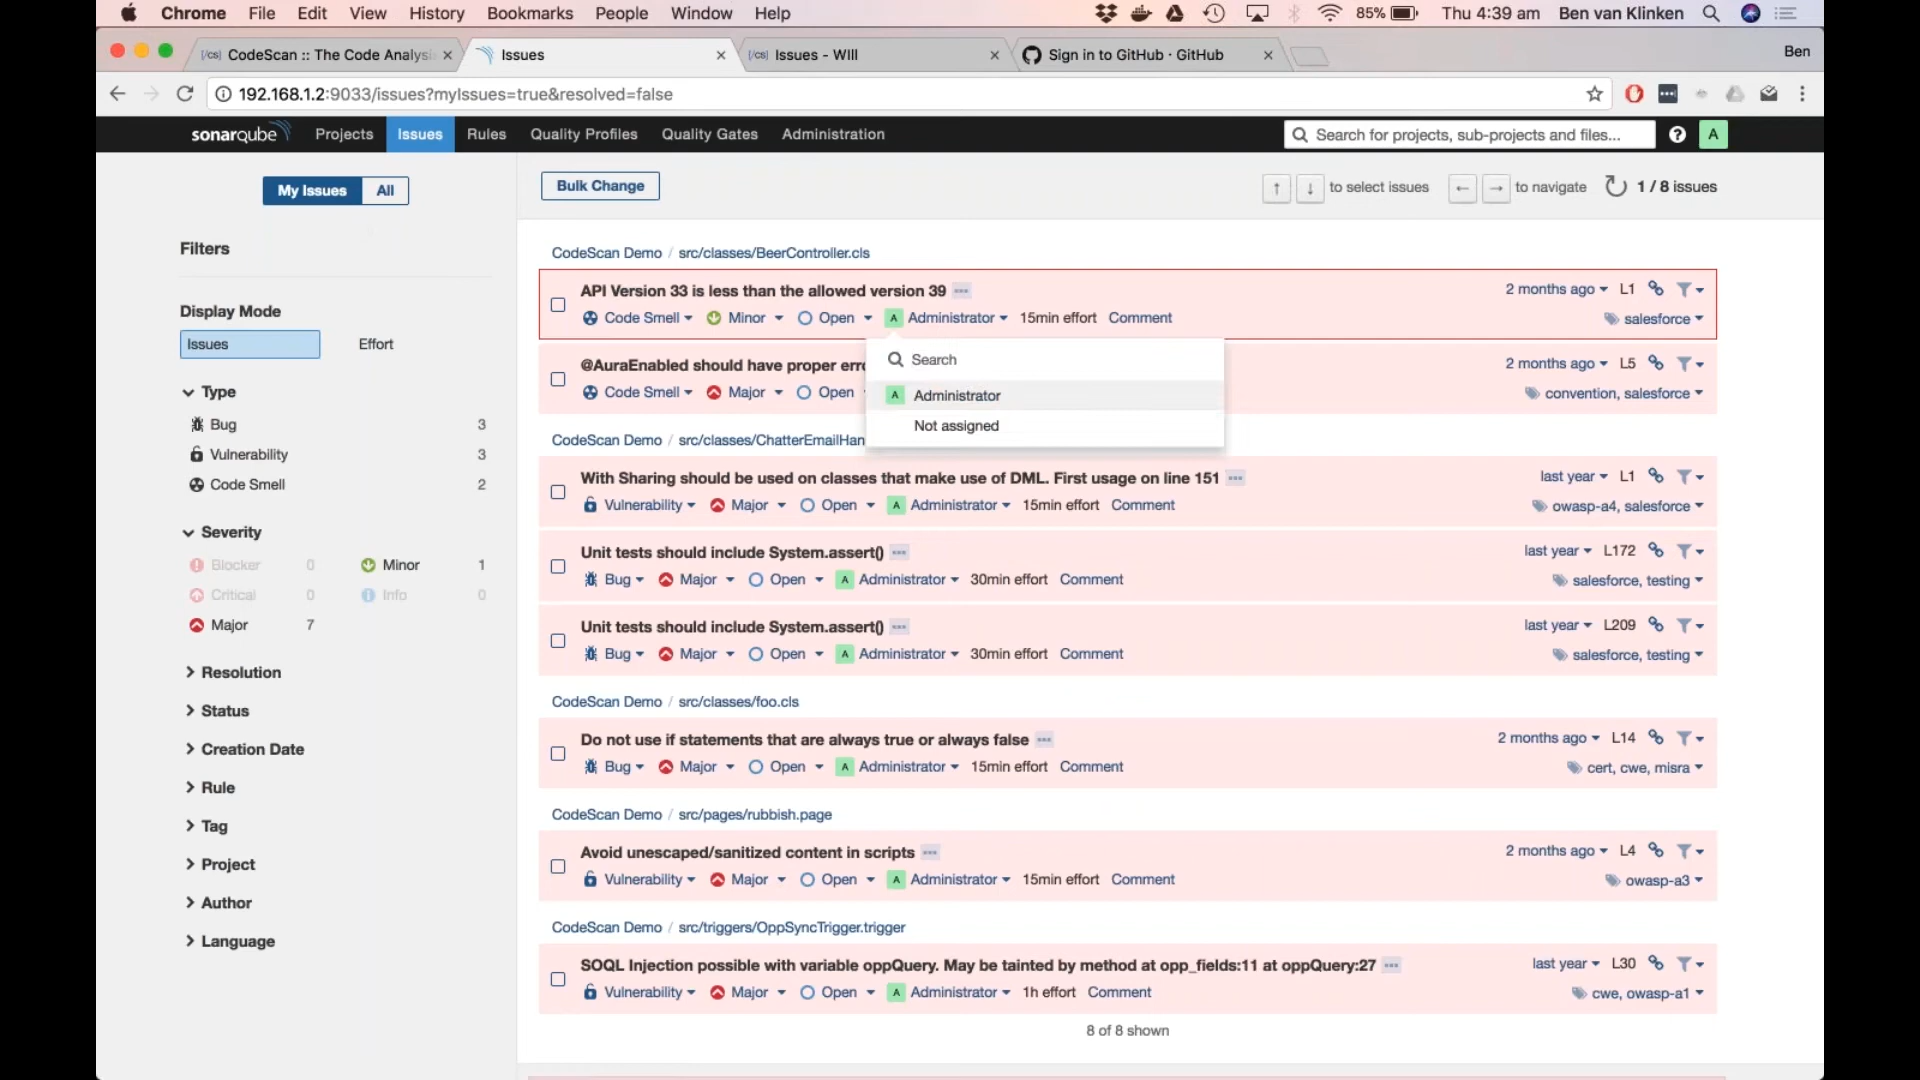 Chrome File Edit View History Bookmarks People Window Help 85% Thu 4:39 am Ben van Klinken
[/cs] CodeScan :: The Code Analysis × Issues × [/cs] Issues - Will × Sign in to GitHub · GitHub × Ben
192.168.1.2:9033/issues?myIssues=true&resolved=false
sonarqube Projects Issues Rules Quality Profiles Quality Gates Administration Search for projects, sub-projects and files... ? A
My Issues All
Bulk Change ↑ ↓ to select issues ← → to navigate 1 / 8 issues
Filters
Display Mode
Issues Effort
Type
Bug 3
Vulnerability 3
Code Smell 2
Severity
Blocker 0 Minor 1
Critical 0 Info 0
Major 7
Resolution
Status
Creation Date
Rule
Tag
Project
Author
Language
CodeScan Demo / src/classes/BeerController.cls
API Version 33 is less than the allowed version 39 ••• 2 months ago L1
Code Smell Minor Open A Administrator 15min effort Comment salesforce
Search
A Administrator
Not assigned
@AuraEnabled should have proper erro 2 months ago L5
Code Smell Major Open convention, salesforce
CodeScan Demo / src/classes/ChatterEmailHan
With Sharing should be used on classes that make use of DML. First usage on line 151 ••• last year L1
Vulnerability Major Open A Administrator 15min effort Comment owasp-a4, salesforce
Unit tests should include System.assert() ••• last year L172
Bug Major Open A Administrator 30min effort Comment salesforce, testing
Unit tests should include System.assert() ••• last year L209
Bug Major Open A Administrator 30min effort Comment salesforce, testing
CodeScan Demo / src/classes/foo.cls
Do not use if statements that are always true or always false ••• 2 months ago L14
Bug Major Open A Administrator 15min effort Comment cert, cwe, misra
CodeScan Demo / src/pages/rubbish.page
Avoid unescaped/sanitized content in scripts ••• 2 months ago L4
Vulnerability Major Open A Administrator 15min effort Comment owasp-a3
CodeScan Demo / src/triggers/OppSyncTrigger.trigger
SOQL Injection possible with variable oppQuery. May be tainted by method at opp_fields:11 at oppQuery:27 ••• last year L30
Vulnerability Major Open A Administrator 1h effort Comment cwe, owasp-a1
8 of 8 shown